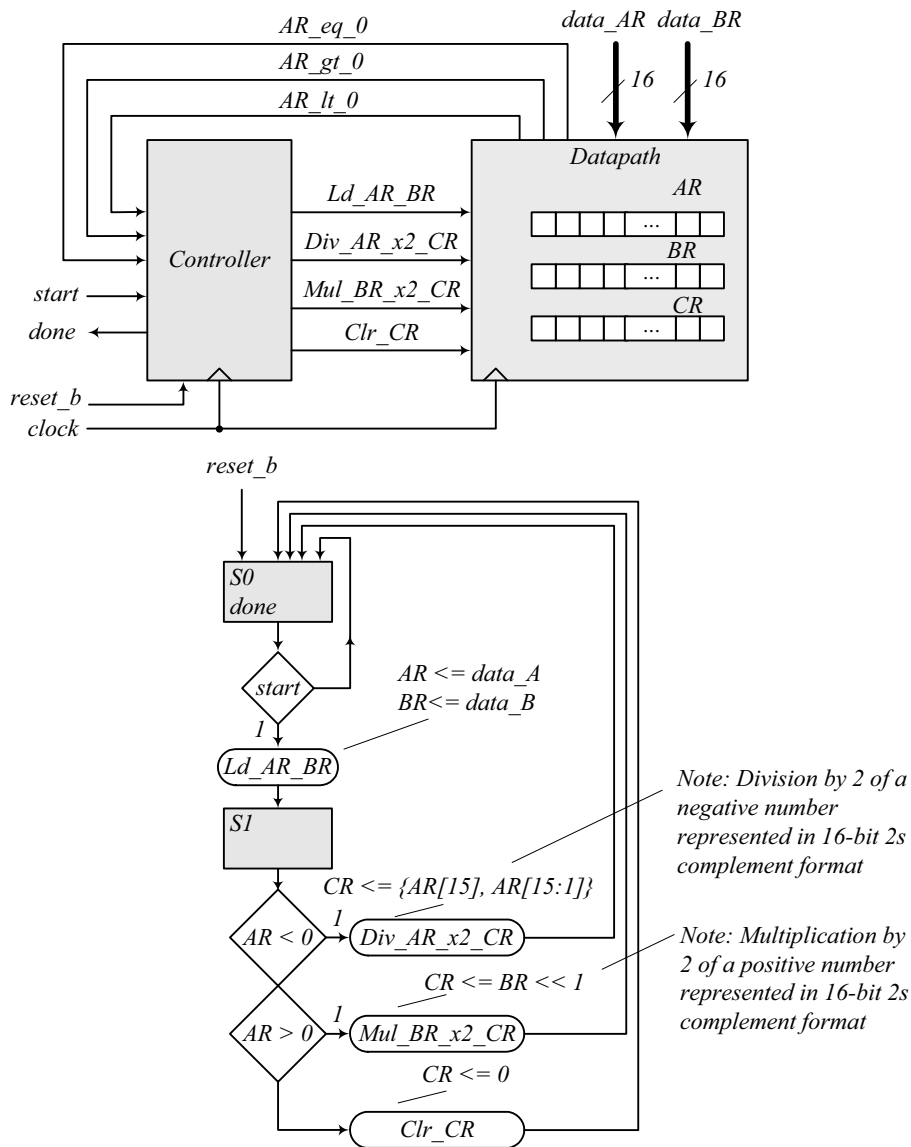 AR_eq_0
data_AR
data_BR
AR_gt_0
16
16
AR_lt_0
Datapath
AR
Ld_AR_BR
...
Controller
Div_AR_x2_CR
BR
...
start
Mul_BR_x2_CR
CR
done
Clr_CR
...
reset_b
clock
reset_b
S0
done
start
AR <= data_A
BR<= data_B
1
Ld_AR_BR
S1
Note: Division by 2 of a
negative number
represented in 16-bit 2s
complement format
CR <= {AR[15], AR[15:1]}
AR < 0
1
Div_AR_x2_CR
Note: Multiplication by
2 of a positive number
represented in 16-bit 2s
complement format
CR <= BR << 1
AR > 0
1
Mul_BR_x2_CR
CR <= 0
Clr_CR